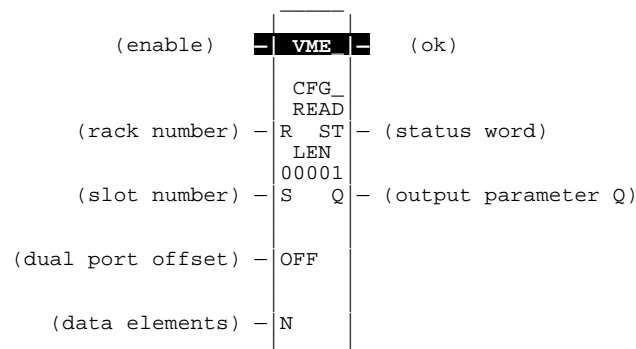 (enable) VME_ (ok)
CFG_
READ
(rack number) R ST (status word)
LEN
00001
(slot number) S Q (output parameter Q)
(dual port offset) OFF
(data elements) N